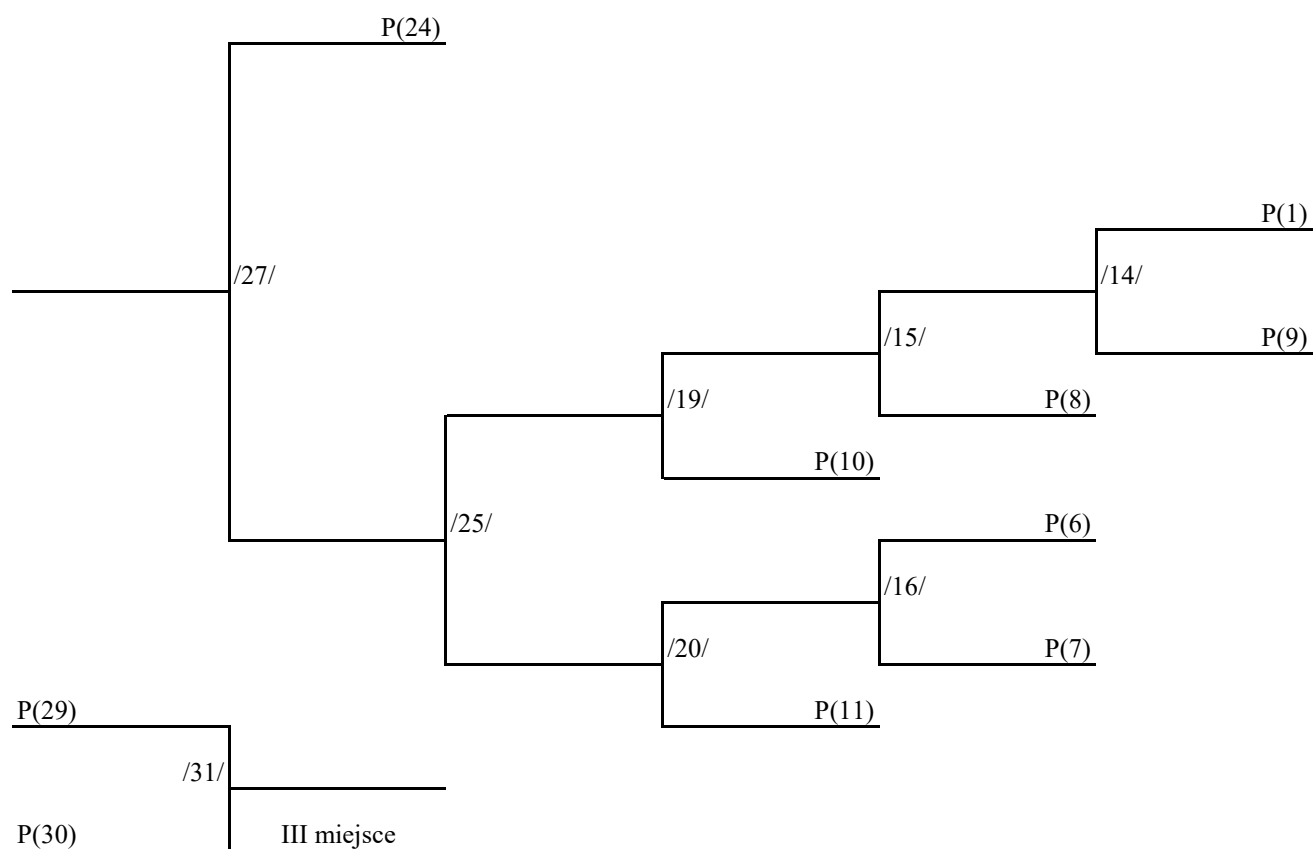 P(24)
P(1)
/27/
/14/
/15/
P(9)
/19/
P(8)
P(10)
/25/
P(6)
/16/
/20/
P(7)
P(29)
P(11)
/31/
P(30)
III miejsce